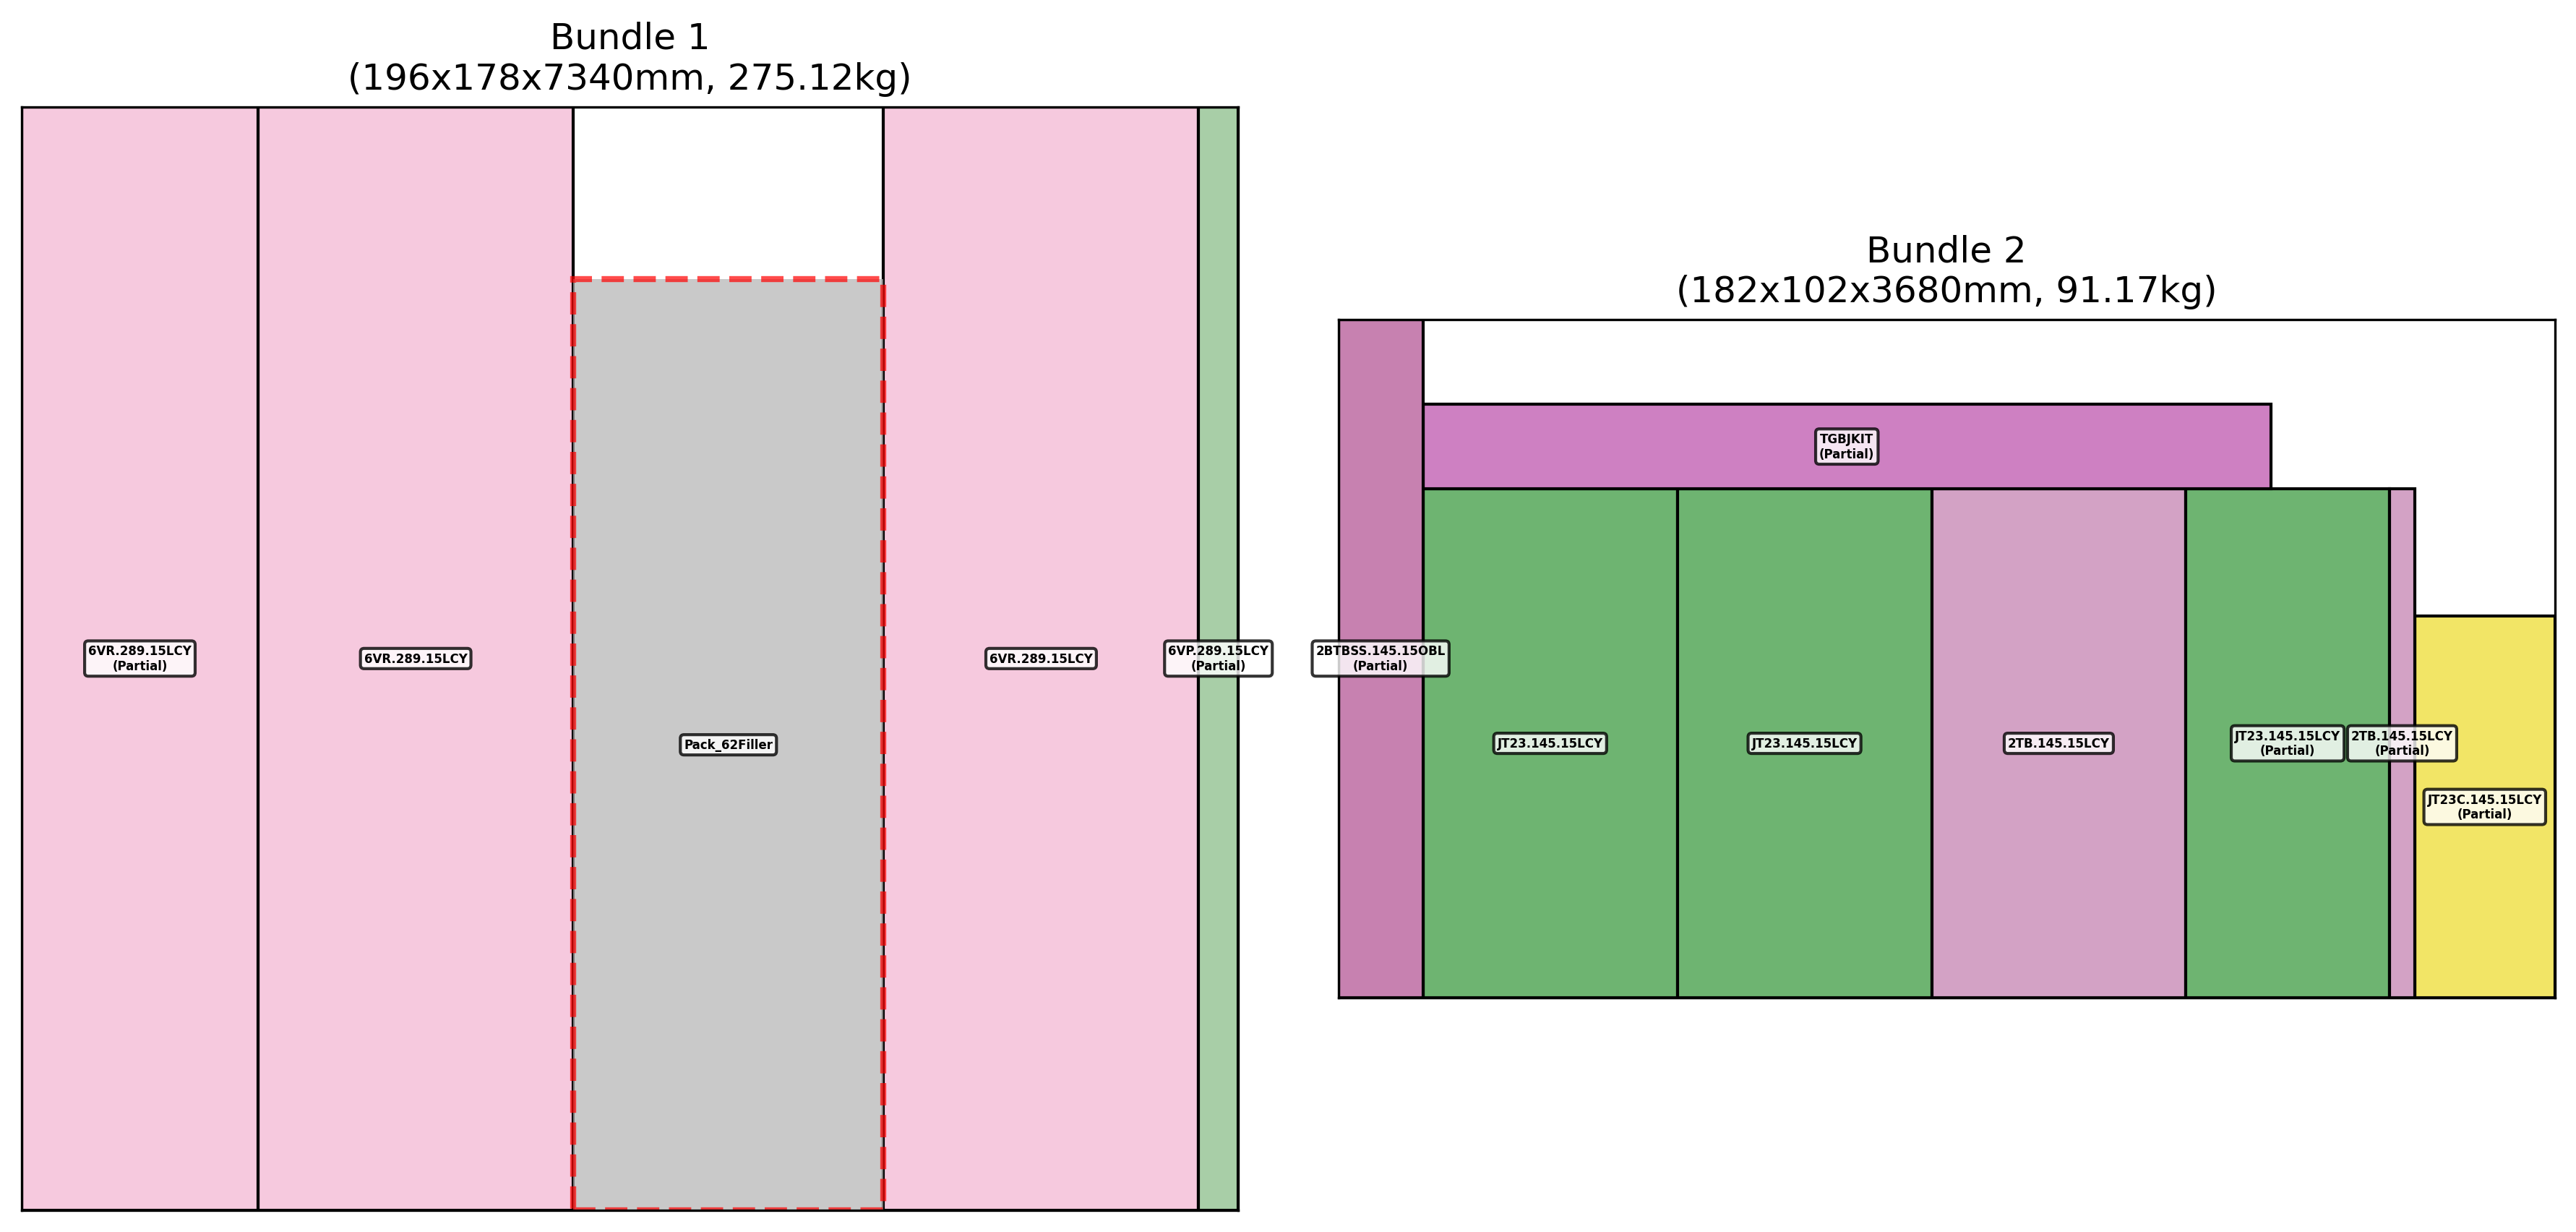 Bundle 1
(196x178x7340mm, 275.12kg)
6VR.289.15LCY
(Partial)
6VR.289.15LCY
Pack_62Filler
6VR.289.15LCY
6VP.289.15LCY
(Partial)
Bundle 2
(182x102x3680mm, 91.17kg)
2BTBSS.145.15OBL
(Partial)
TGBJKIT
(Partial)
JT23.145.15LCY
JT23.145.15LCY
2TB.145.15LCY
JT23.145.15LCY
(Partial)
2TB.145.15LCY
(Partial)
JT23C.145.15LCY
(Partial)